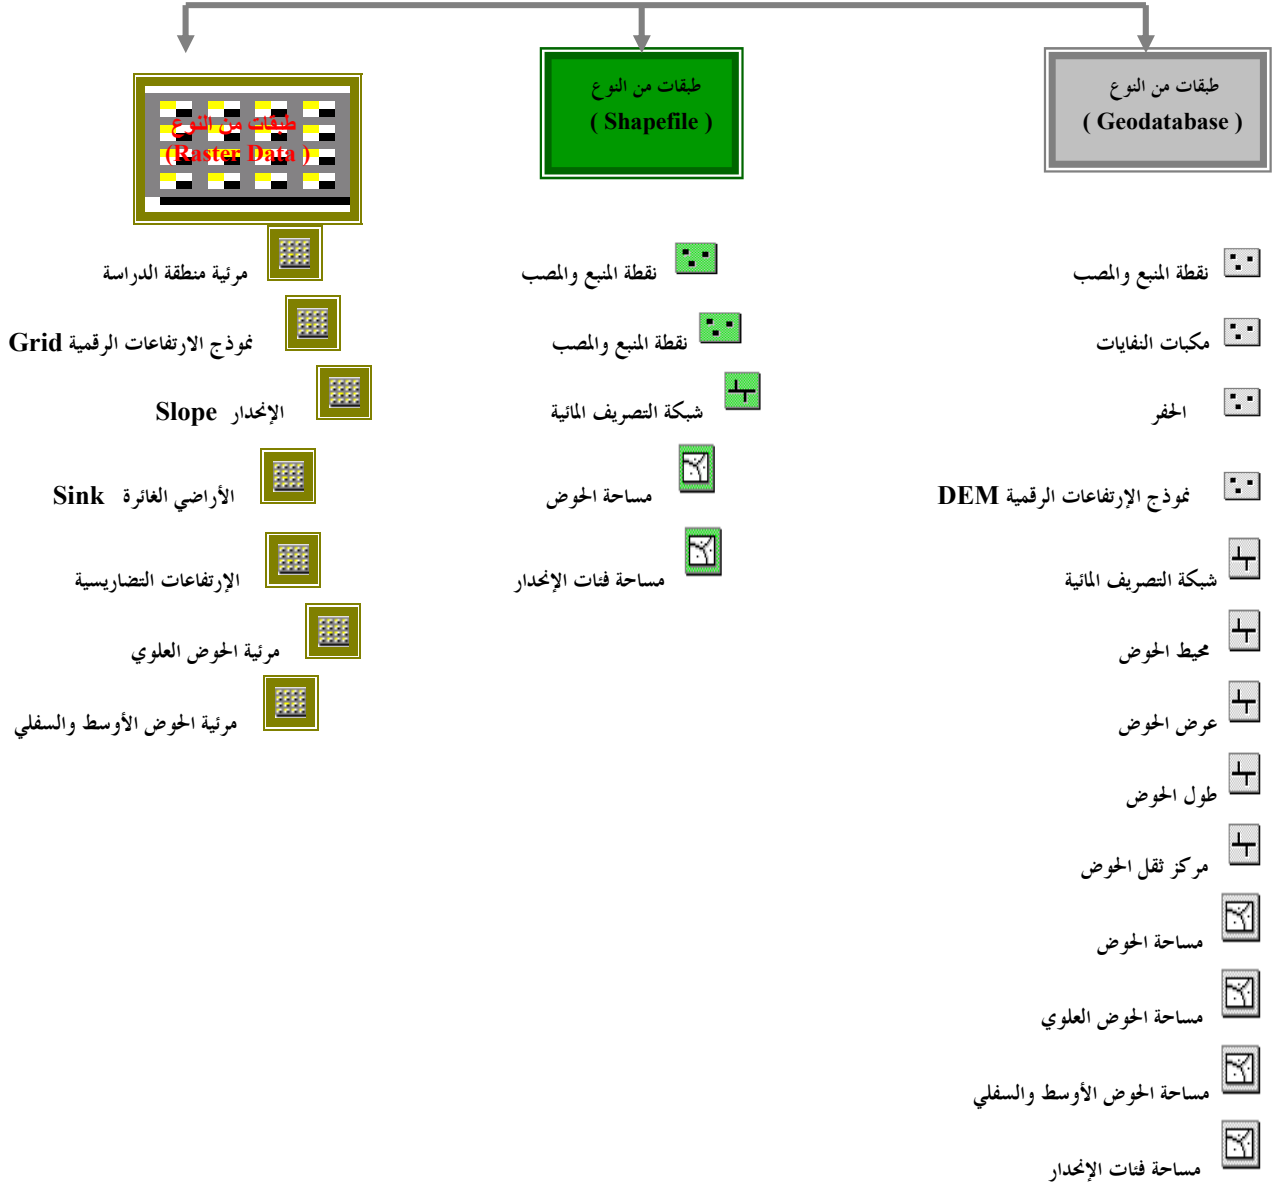 طبقات من النوع
( Geodatabase )
نقطة المنبع والمصب
مكبات النفايات
الحفر
نموذج الإرتفاعات الرقمية DEM
شبكة التصريف المائية
محيط الحوض
عرض الحوض
طول الحوض
مركز ثقل الحوض
مساحة الحوض
مساحة الحوض العلوي
مساحة الحوض الأوسط والسفلي
مساحة فئات الإنحدار
طبقات من النوع
( Shapefile )
نقطة المنبع والمصب
نقطة المنبع والمصب
شبكة التصريف المائية
مساحة الحوض
مساحة فئات الإنحدار
طبقات من النوع
(Raster Data )
مرئية منطقة الدراسة
نموذج الارتفاعات الرقمية Grid
الإنحدار Slope
الأراضي الغائرة Sink
الإرتفاعات التضاريسية
مرئية الحوض العلوي
مرئية الحوض الأوسط والسفلي